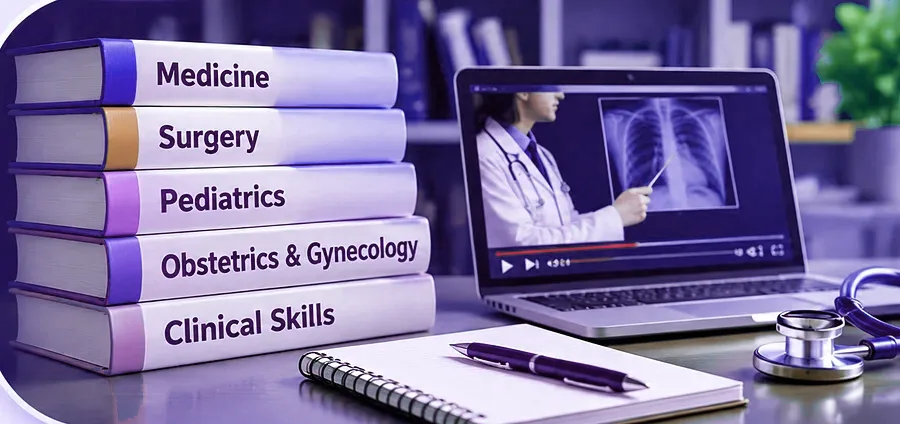 Medicine
Surgery
Pediatrics
Obstetrics & Gynecology
Clinical Skills